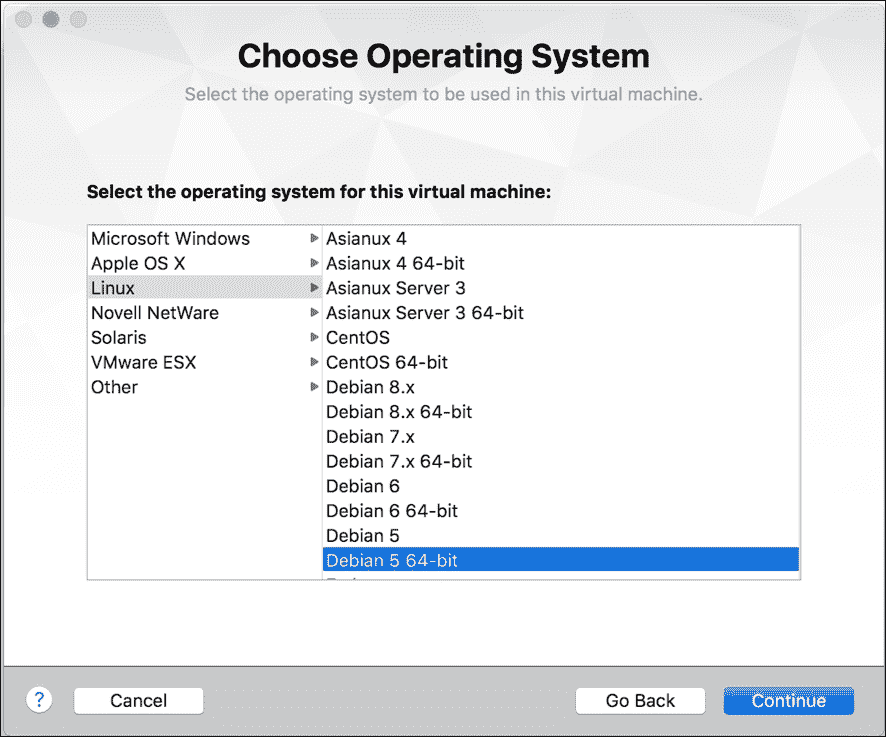 Choose Operating System
Select the operating system to be used in this virtual machine.
Select the operating system for this virtual machine:
Microsoft Windows
Apple OS X
Linux
Novell NetWare
Solaris
VMware ESX
Other
Asianux 4
Asianux 4 64-bit
Asianux Server 3
Asianux Server 3 64-bit
CentOS
CentOS 64-bit
Debian 8.x
Debian 8.x 64-bit
Debian 7.x
Debian 7.x 64-bit
Debian 6
Debian 6 64-bit
Debian 5
Debian 5 64-bit
?
Cancel
Go Back
Continue